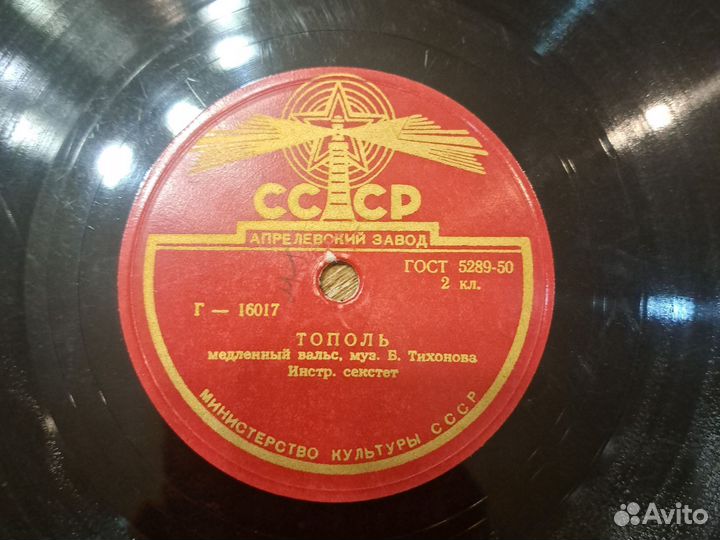 СССР
АПРЕЛЕВСКИЙ ЗАВОД
ГОСТ 5289-50
2 кл.
Г — 16017
ТОПОЛЬ
медленный вальс, муз. Б. Тихонова
Инстр. секстет
МИНИСТЕРСТВО КУЛЬТУРЫ СССР
Avito